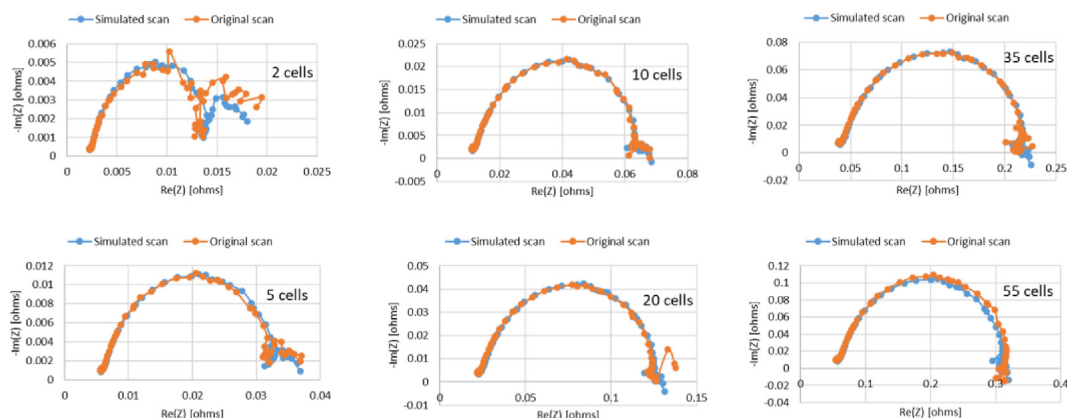 Simulated scan Original scan
0.006
0.005
0.004
0.003
0.002
0.001
0
-Im(Z) [ohms]
2 cells
0 0.005 0.01 0.015 0.02 0.025
Re(Z) [ohms]
Simulated scan Original scan
0.025
0.02
0.015
0.01
0.005
0
-0.005
-Im(Z) [ohms]
10 cells
0 0.02 0.04 0.06 0.08
Re(Z) [ohms]
Simulated scan Original scan
0.08
0.06
0.04
0.02
0
-0.02
-Im(Z) [ohms]
35 cells
0 0.05 0.1 0.15 0.2 0.25
Re(Z) [ohms]
Simulated scan Original scan
0.012
0.01
0.008
0.006
0.004
0.002
0
-Im(Z) [ohms]
5 cells
0 0.01 0.02 0.03 0.04
Re(Z) [ohms]
Simulated scan Original scan
0.05
0.04
0.03
0.02
0.01
0
-0.01
-Im(Z) [ohms]
20 cells
0 0.05 0.1 0.15
Re(Z) [ohms]
Simulated scan Original scan
0.12
0.1
0.08
0.06
0.04
0.02
0
-0.02
-0.04
-Im(Z) [ohms]
55 cells
0 0.1 0.2 0.3 0.4
Re(Z) [ohms]